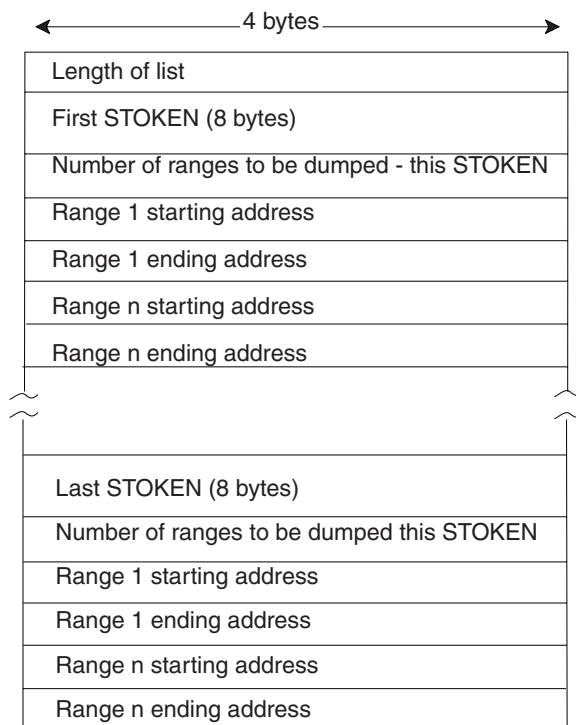 4 bytes
Length of list
First STOKEN (8 bytes)
Number of ranges to be dumped - this STOKEN
Range 1 starting address
Range 1 ending address
Range n starting address
Range n ending address
Last STOKEN (8 bytes)
Number of ranges to be dumped this STOKEN
Range 1 starting address
Range 1 ending address
Range n starting address
Range n ending address